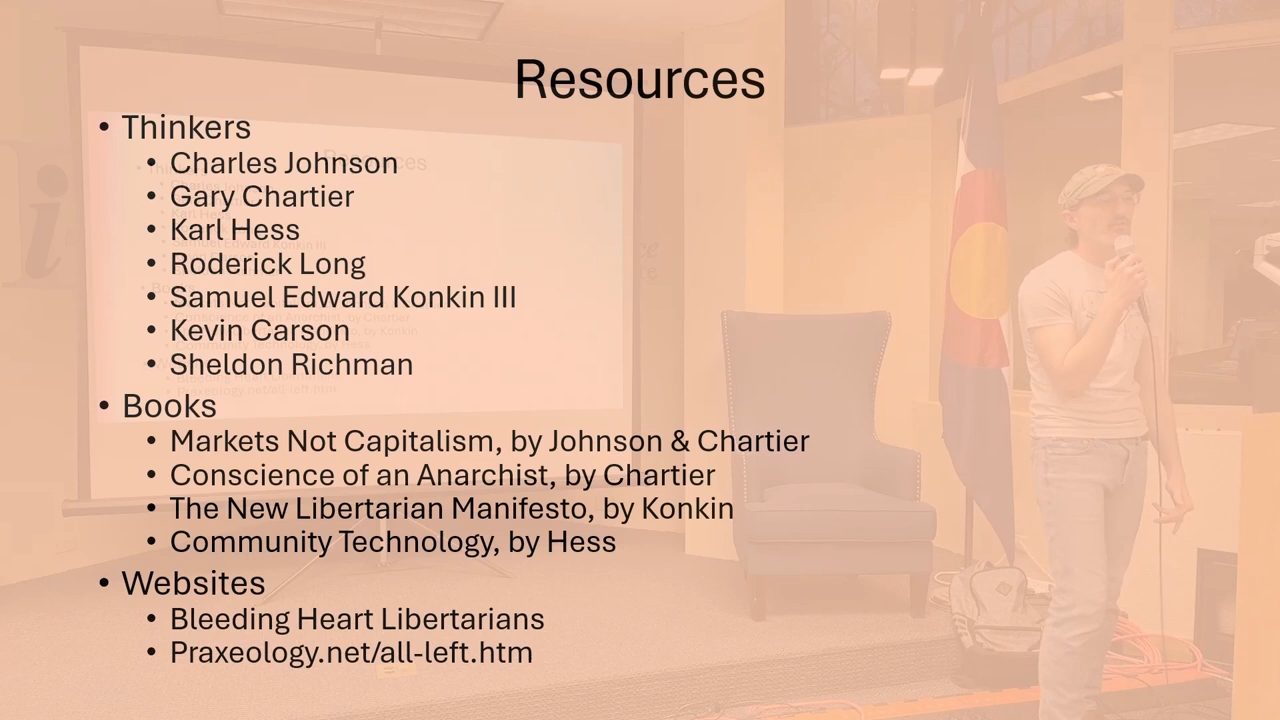 Resources
• Thinkers
• Charles Johnson
• Gary Chartier
• Karl Hess
• Roderick Long
• Samuel Edward Konkin III
• Kevin Carson
• Sheldon Richman
• Books
• Markets Not Capitalism, by Johnson & Chartier
• Conscience of an Anarchist, by Chartier
• The New Libertarian Manifesto, by Konkin
• Community Technology, by Hess
• Websites
• Bleeding Heart Libertarians
• Praxeology.net/all-left.htm